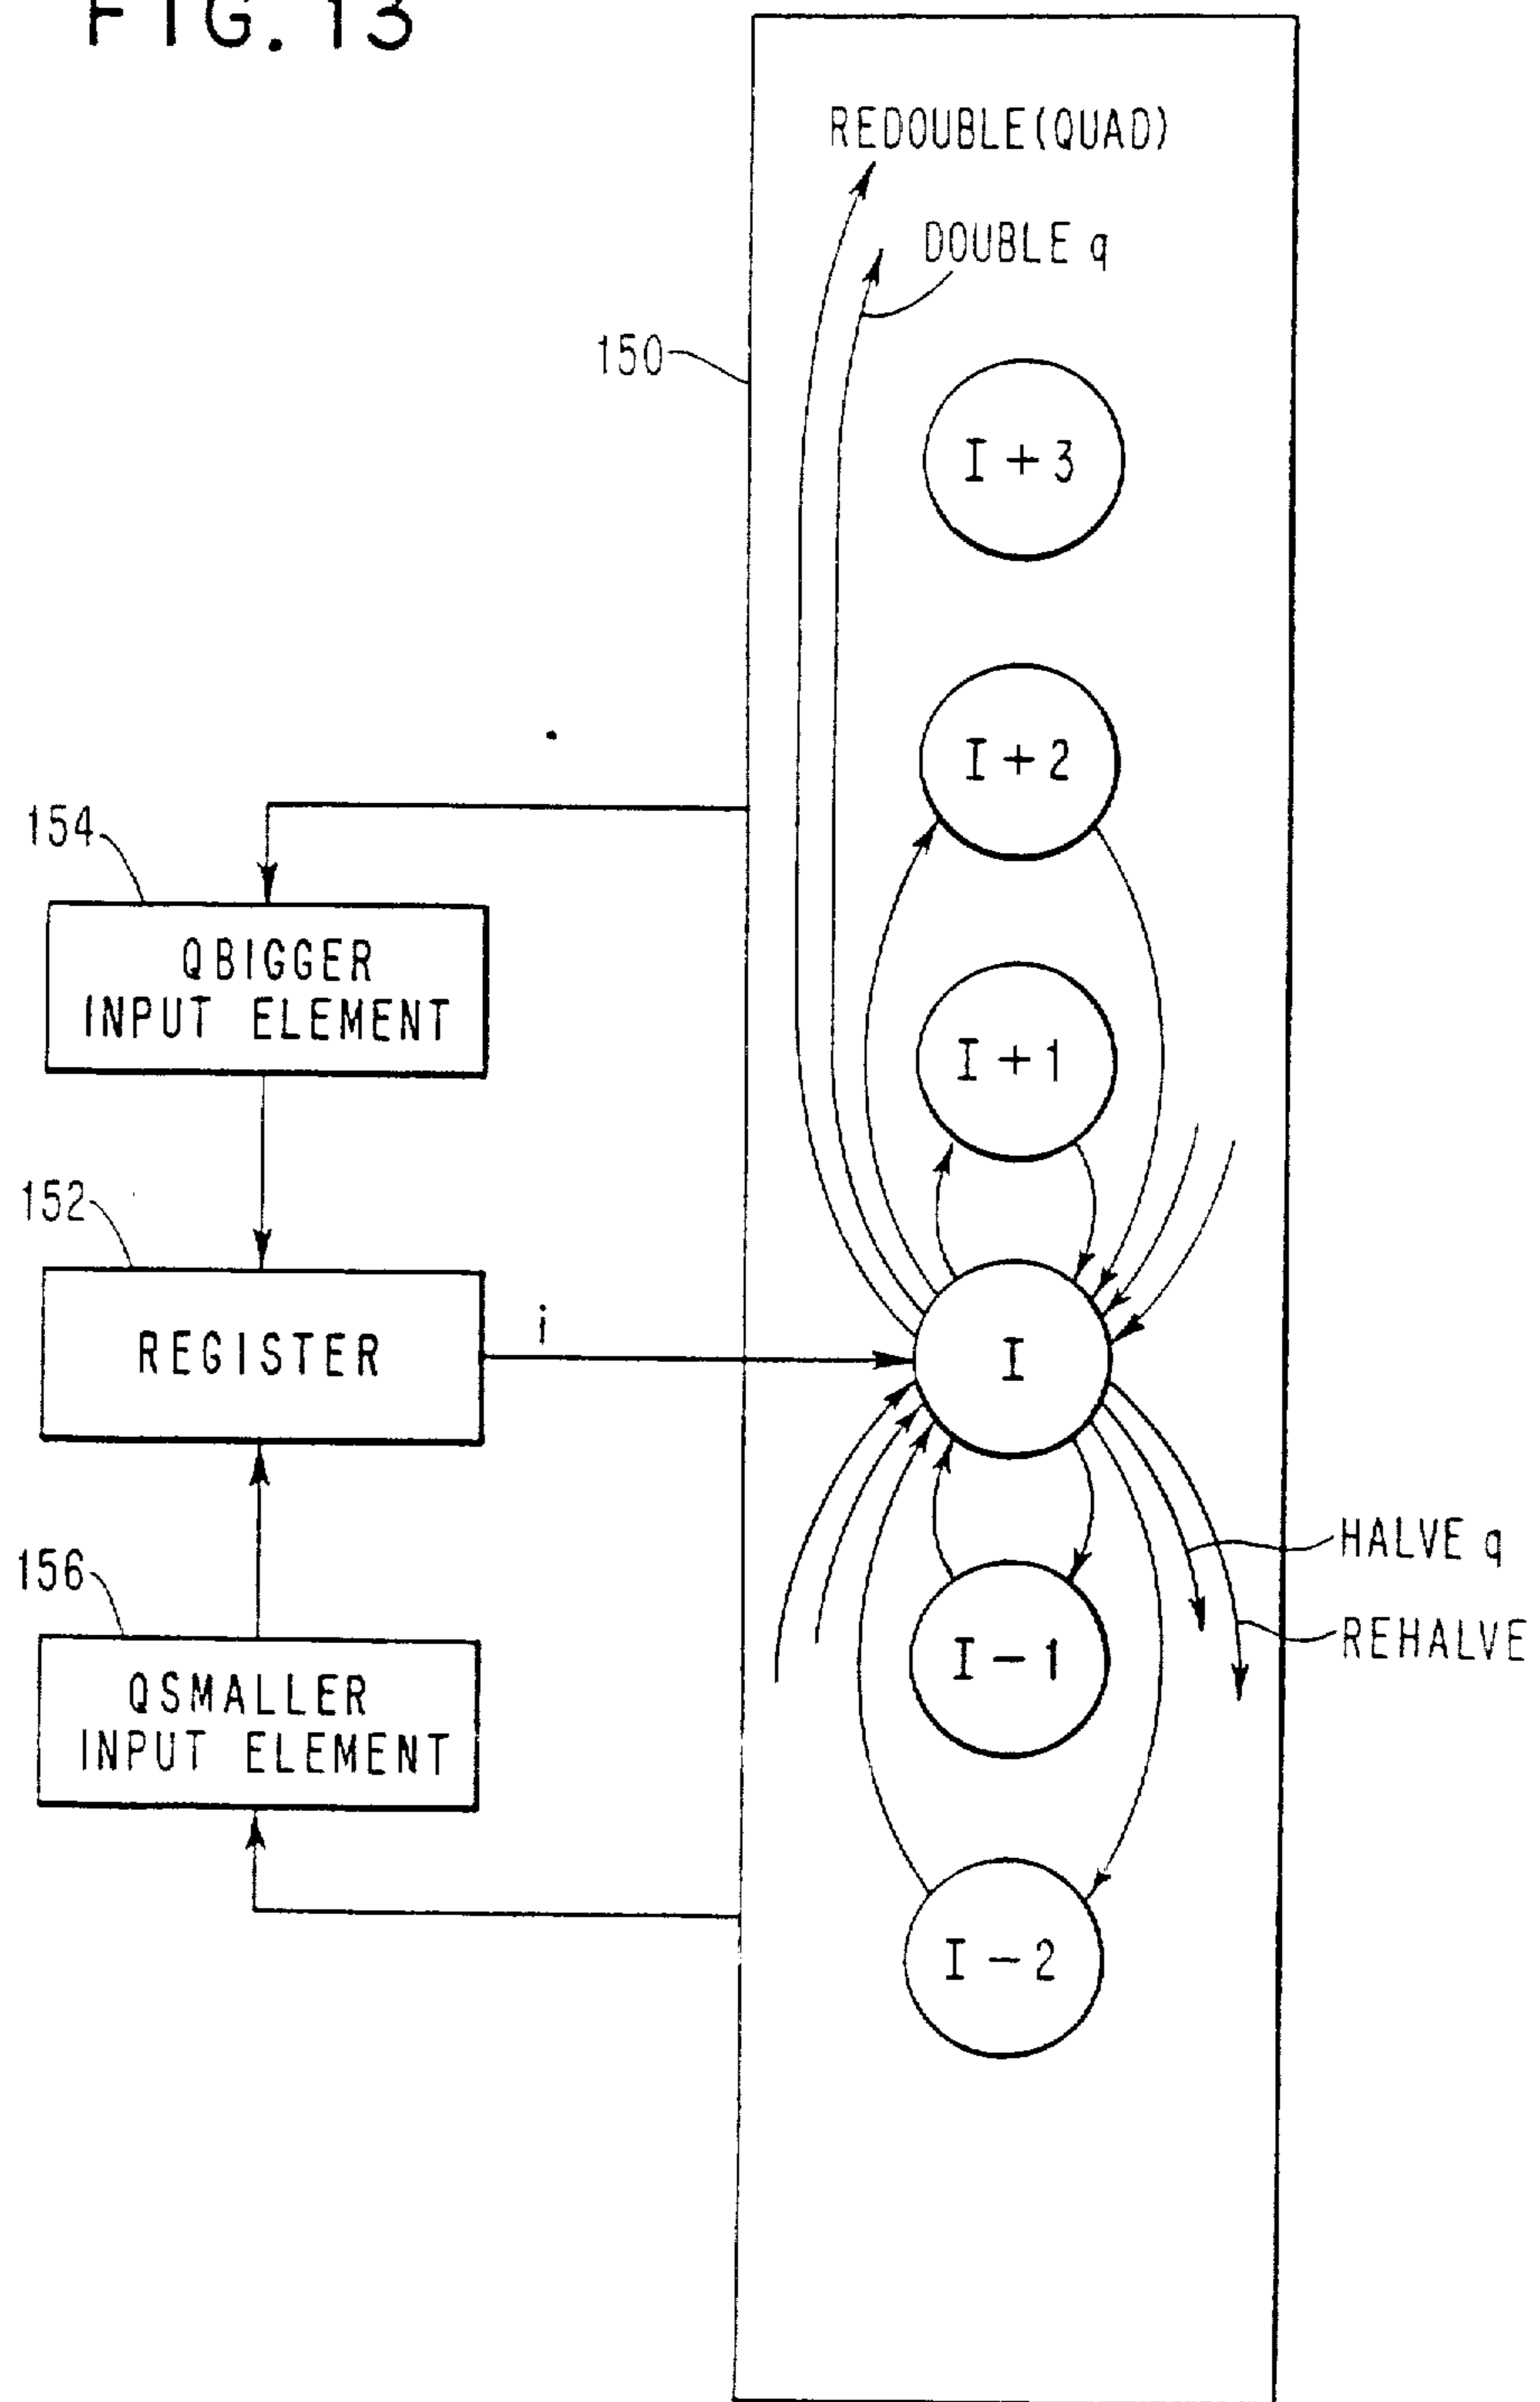 FIG. 13
REDOUBLE(QUAD)
DOUBLE q
150
I + 3
I + 2
154
QBIGGER
INPUT ELEMENT
I + 1
152
REGISTER
i
I
HALVE q
156
REHALVE
I - 1
QSMALLER
INPUT ELEMENT
I - 2